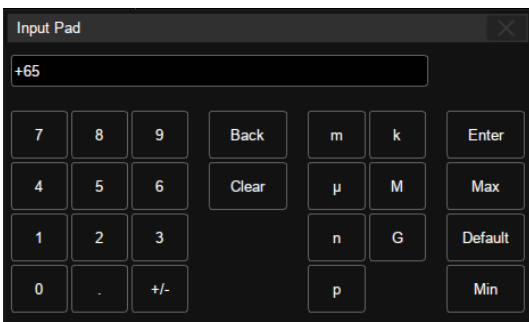 Input Pad
+65
7 8 9 Back m k Enter
4 5 6 Clear µ M Max
1 2 3 n G Default
0 . +/- p Min